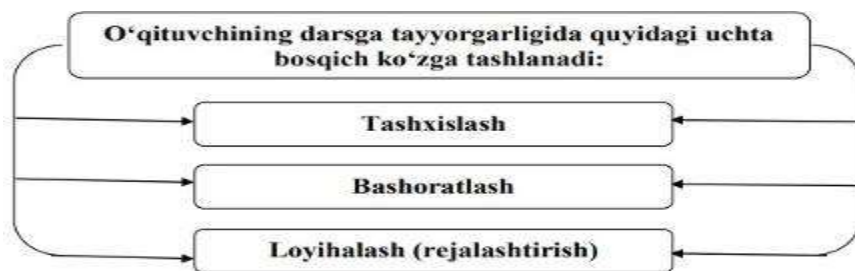 O‘qituvchining darsga tayyorgarligida quyidagi uchta
bosqich ko‘zga tashlanadi:
Tashxislash
Bashoratlash
Loyihalash (rejalashtirish)